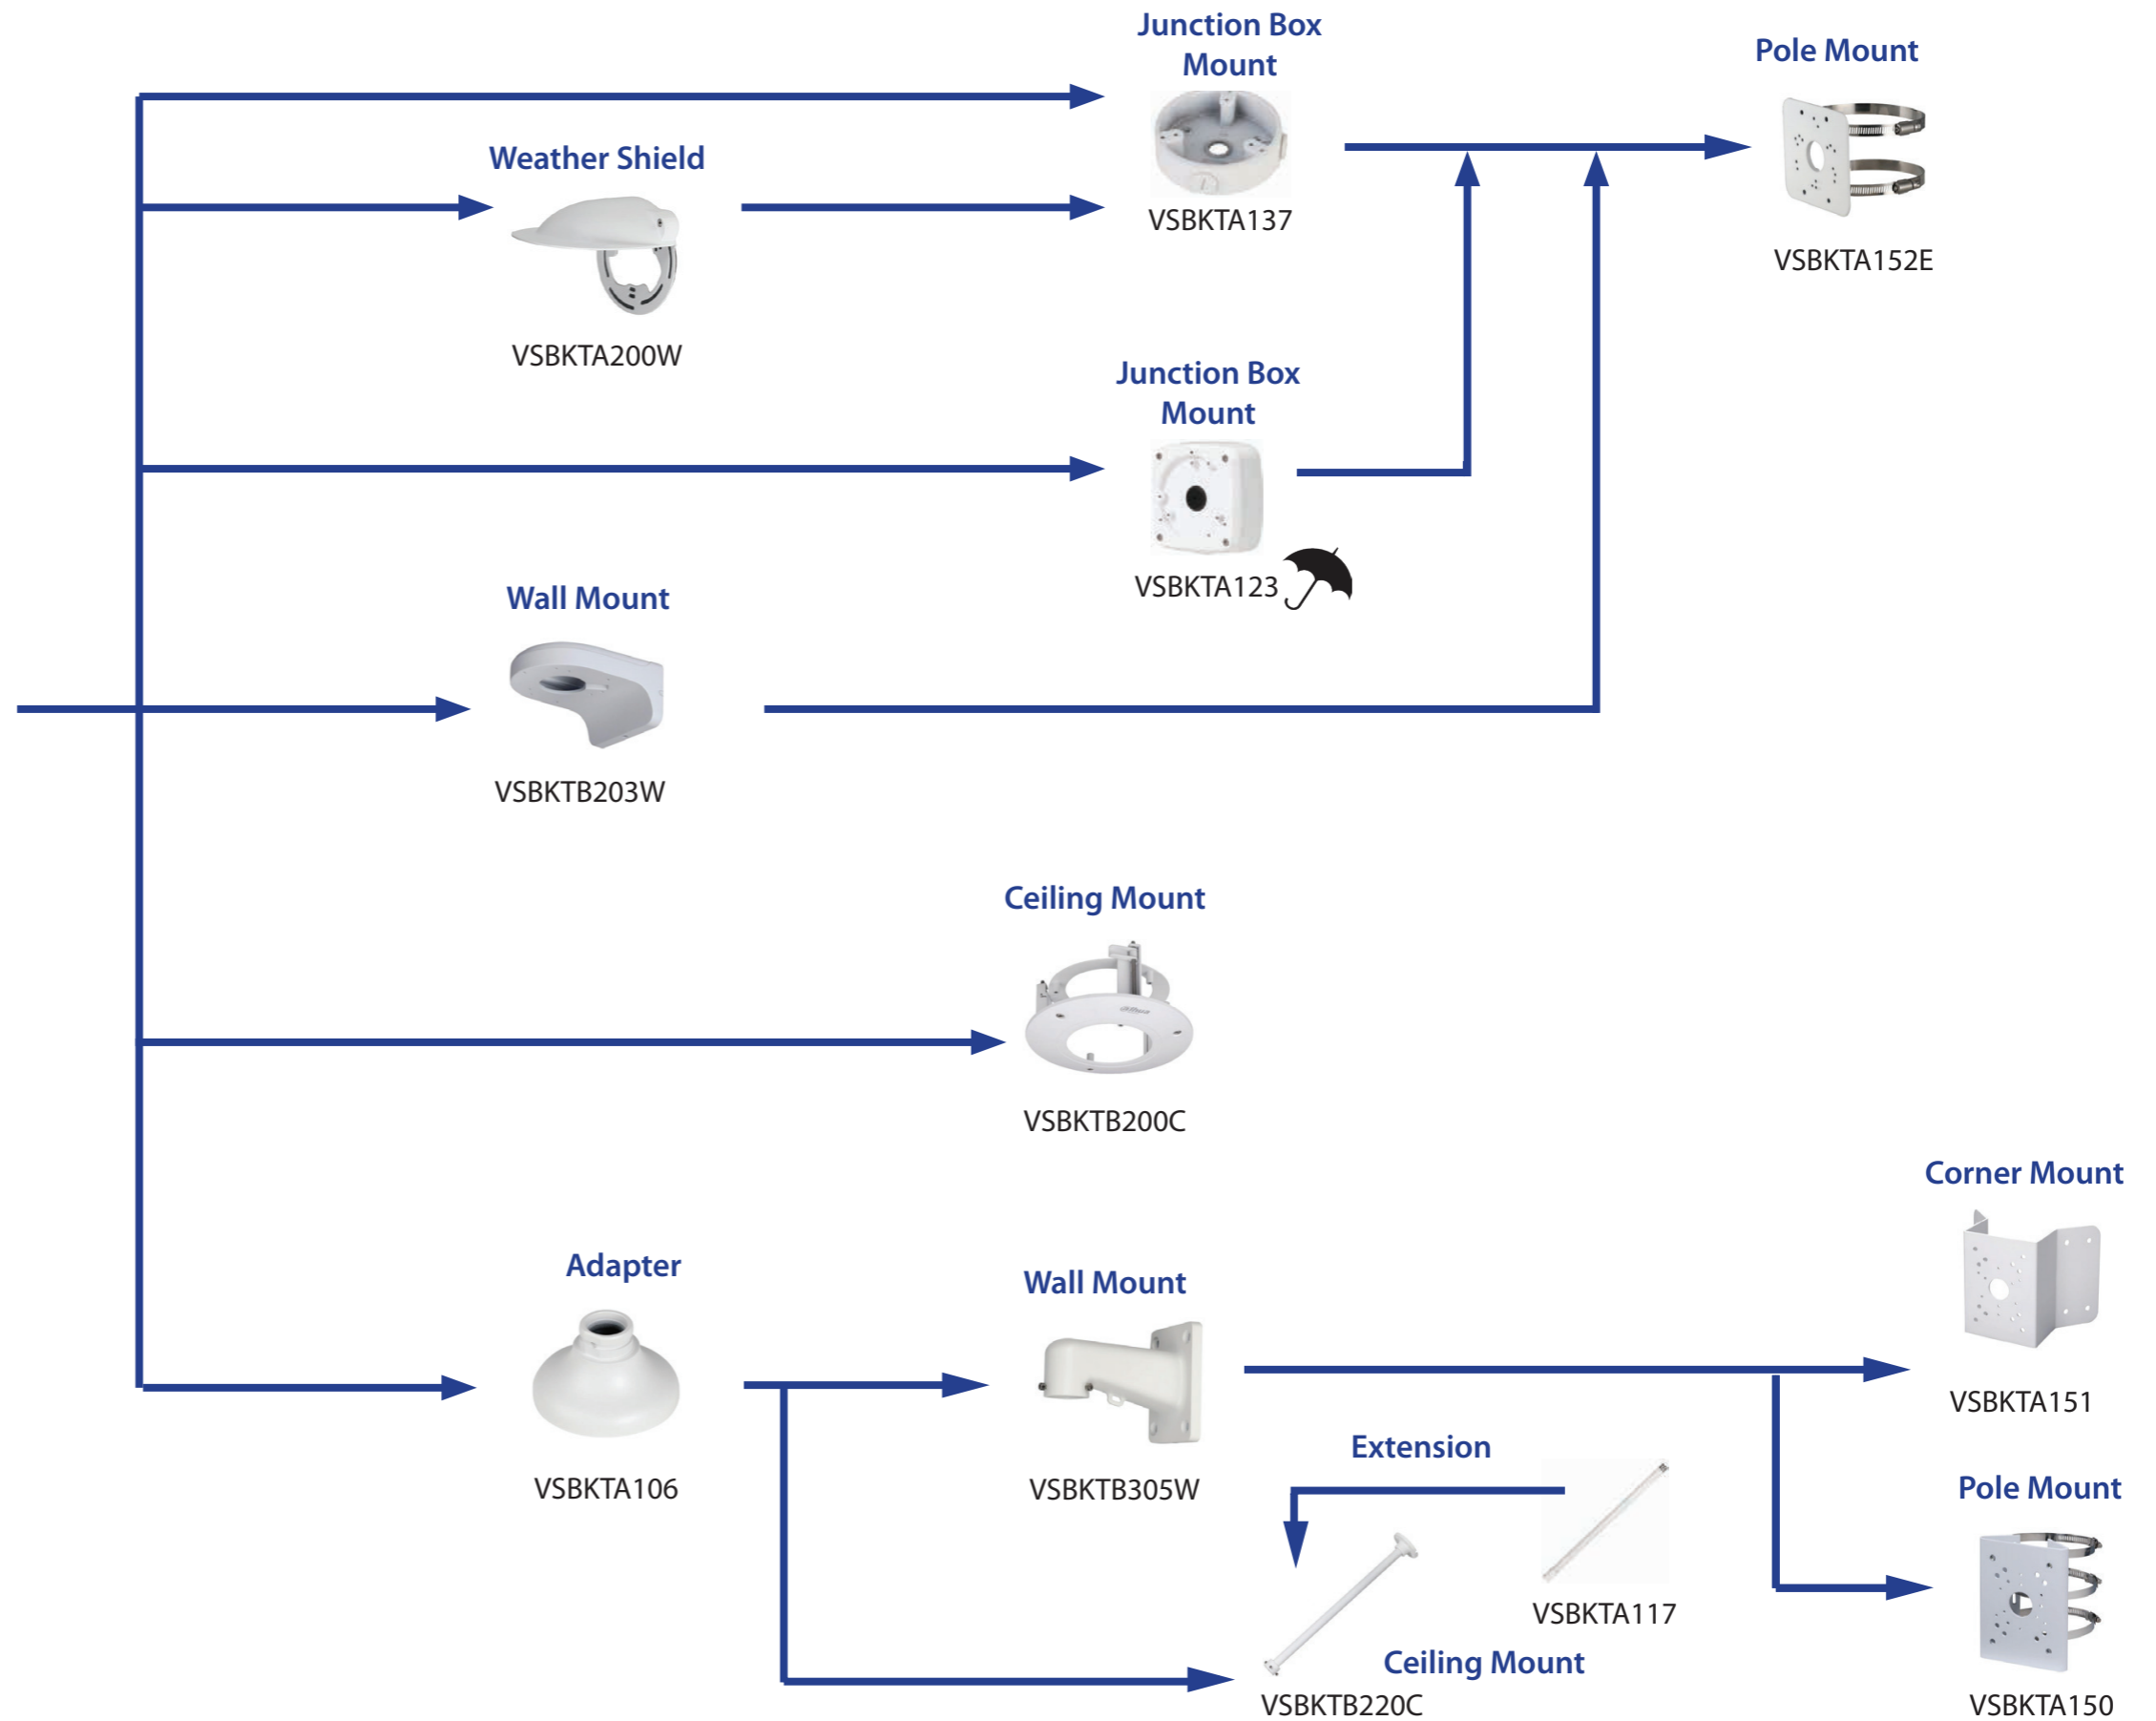 Junction Box
Mount
Pole Mount
Weather Shield
VSBKTA137
VSBKTA152E
VSBKTA200W
Junction Box
Mount
VSBKTA123
Wall Mount
VSBKTB203W
Ceiling Mount
alhua
VSBKTB200C
Corner Mount
Adapter
Wall Mount
VSBKTA151
Extension
VSBKTA106
VSBKTB305W
Pole Mount
VSBKTA117
Ceiling Mount
VSBKTB220C
VSBKTA150